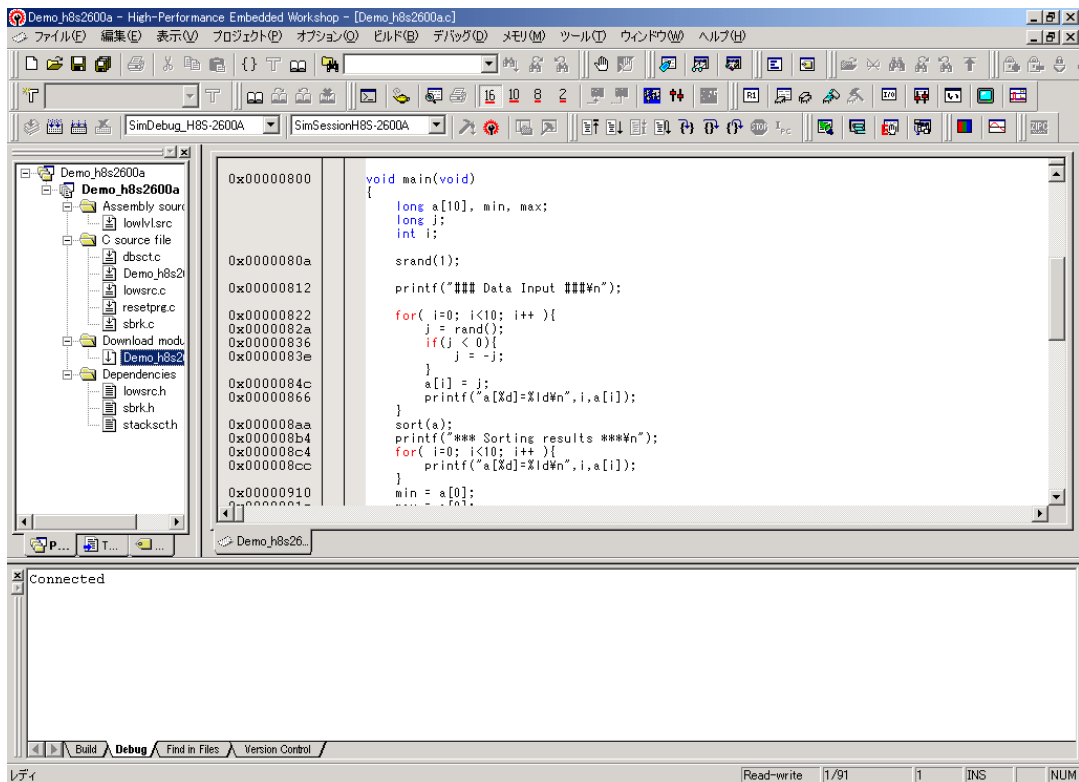 Demo_h8s2600a - High-Performance Embedded Workshop - [Demo_h8s2600a.c]
ファイル(F) 編集(E) 表示(V) プロジェクト(P) オプション(O) ビルド(B) デバッグ(D) メモリ(M) ツール(T) ウィンドウ(W) ヘルプ(H)
16 10 8 2
SimDebug_H8S-2600A SimSessionH8S-2600A
Demo_h8s2600a
Demo_h8s2600a
Assembly sourc
lowlvl.src
C source file
dbsct.c
Demo_h8s2
lowsrc.c
resetprg.c
sbrk.c
Download modu
Demo_h8s2
Dependencies
lowsrc.h
sbrk.h
stacksct.h
P... T... ...
0x00000800 void main(void)
{
long a[10], min, max;
long j;
int i;
0x0000080a srand(1);
0x00000812 printf("### Data Input ###¥n");
0x00000822 for( i=0; i<10; i++ ){
0x0000082a j = rand();
0x00000836 if(j < 0){
0x0000083e j = -j;
}
0x0000084c a[i] = j;
0x00000866 printf("a[%d]=%ld¥n",i,a[i]);
}
0x000008aa sort(a);
0x000008b4 printf("*** Sorting results ***¥n");
0x000008c4 for( i=0; i<10; i++ ){
0x000008cc printf("a[%d]=%ld¥n",i,a[i]);
}
0x00000910 min = a[0];
Demo_h8s26...
Connected
Build Debug Find in Files Version Control
レディ Read-write 1/91 1 INS NUM